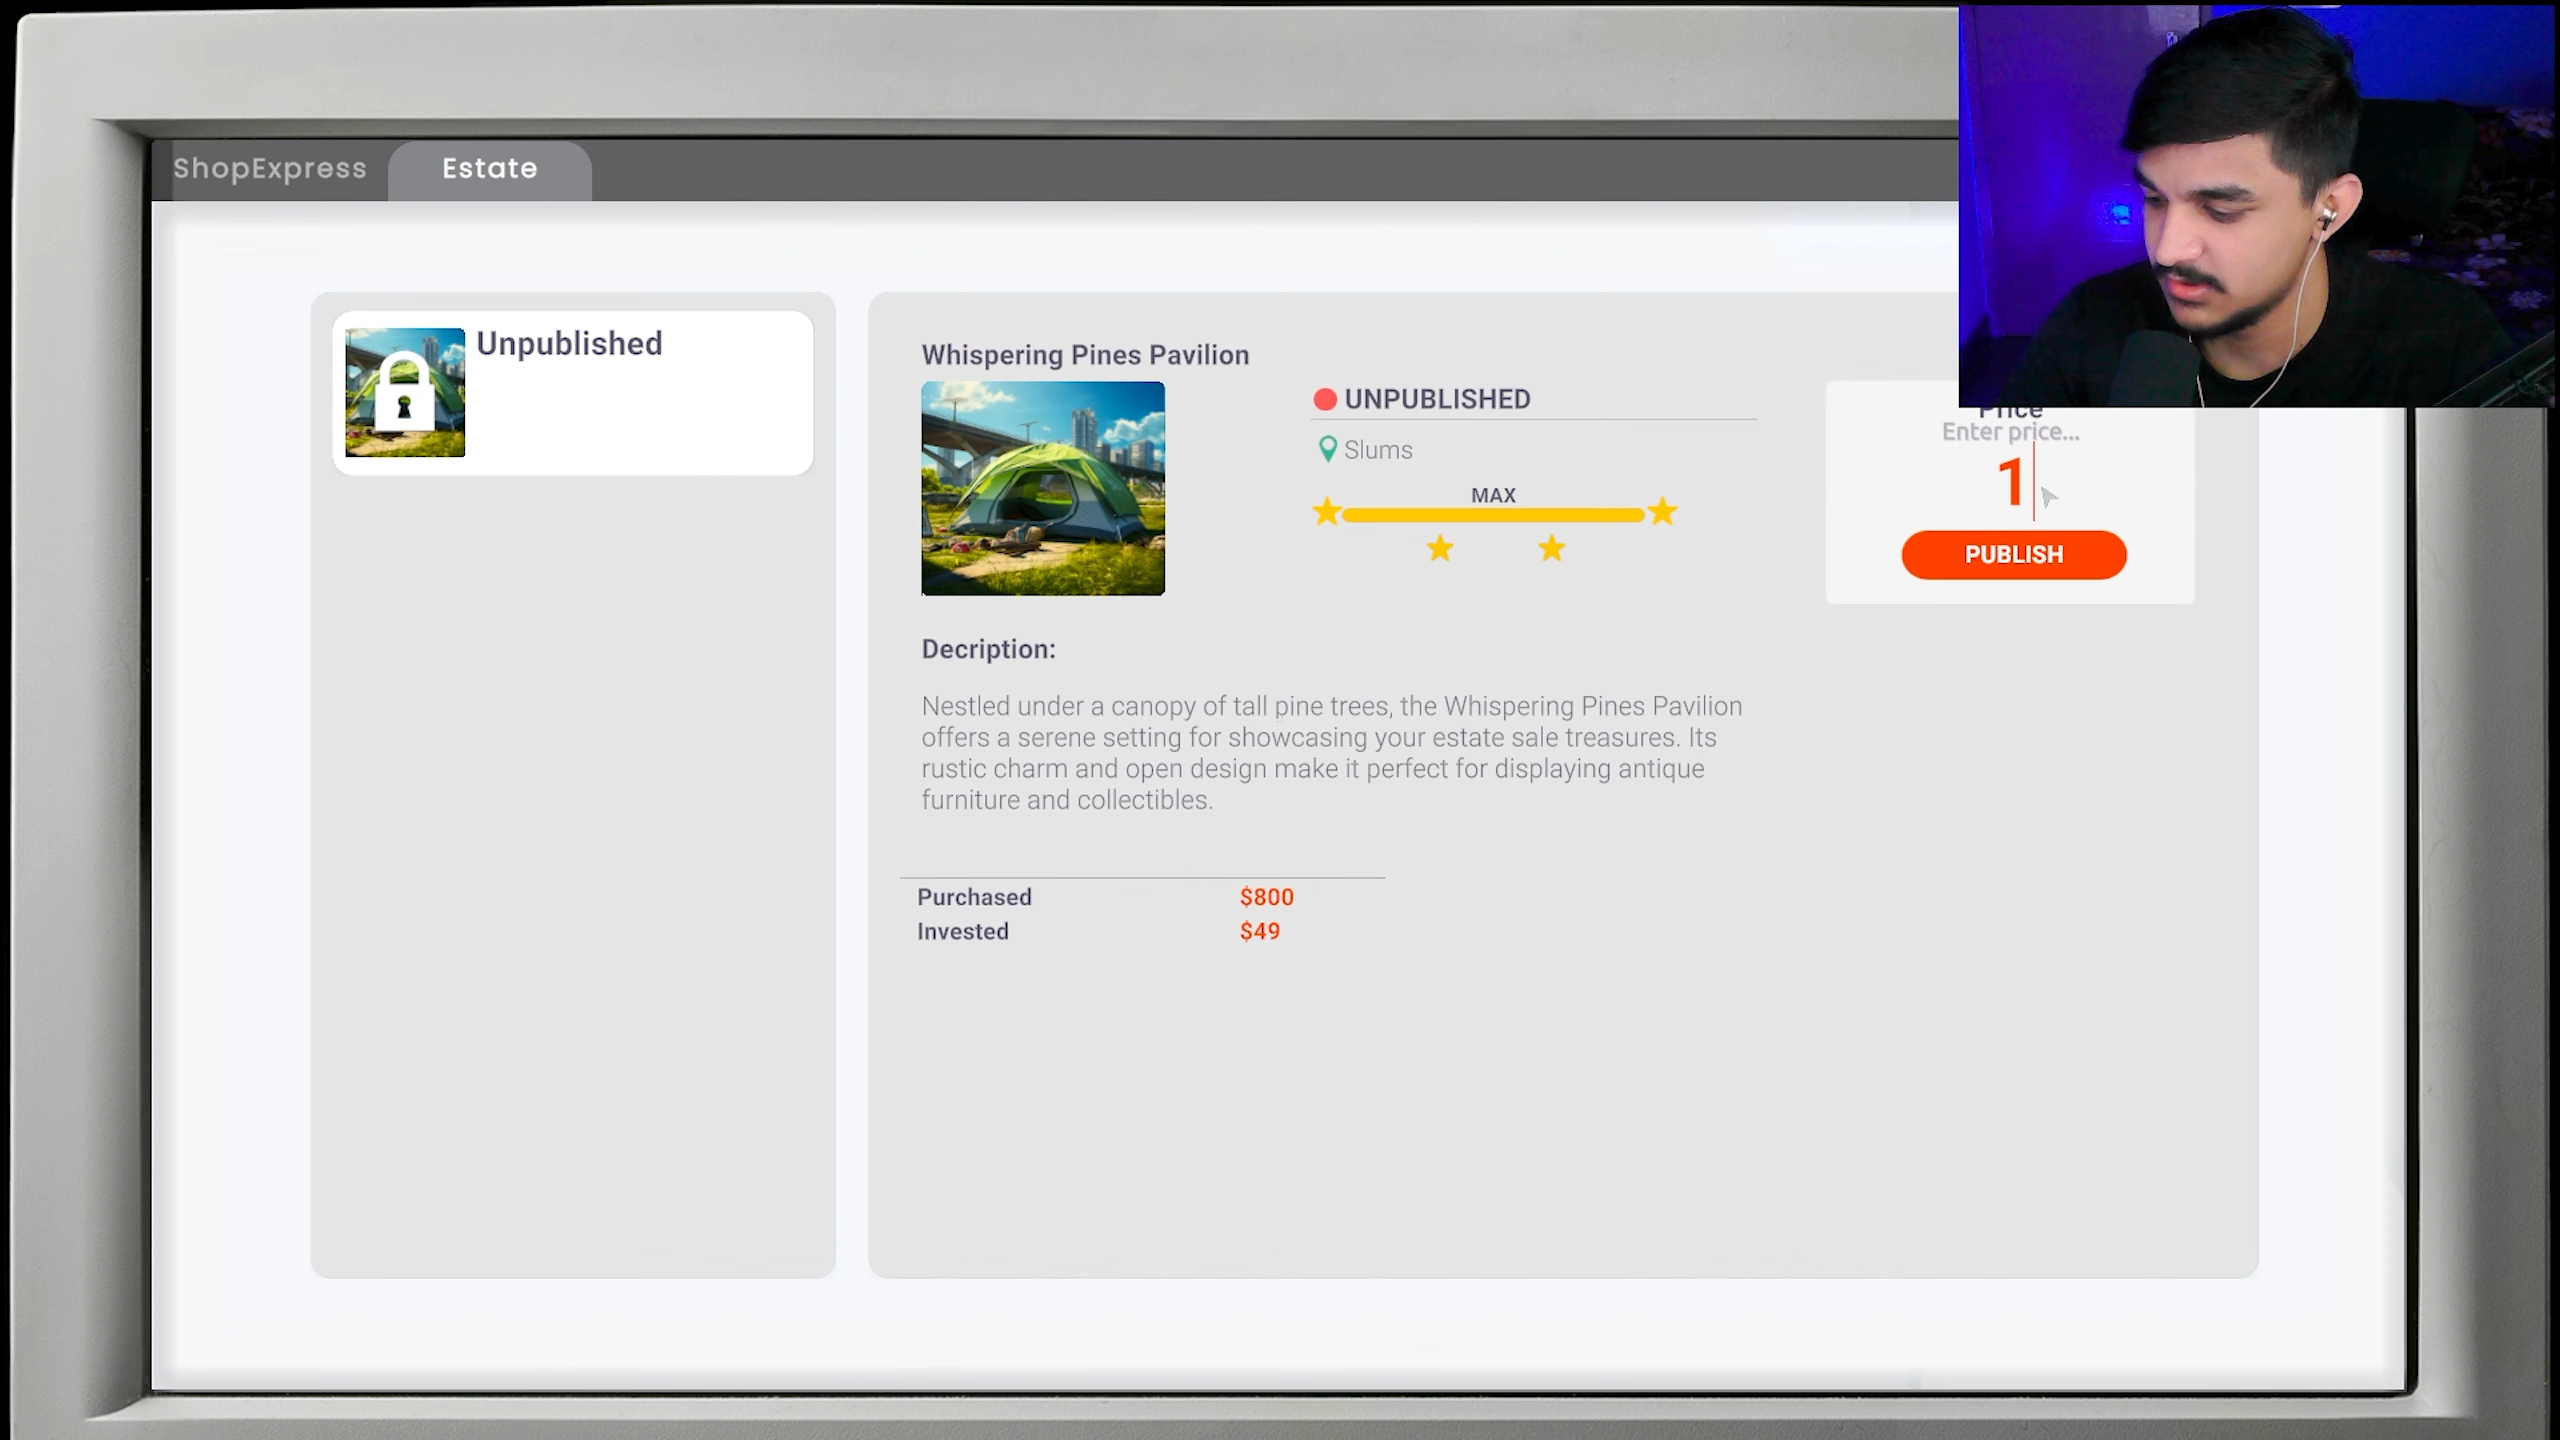 ShopExpress
Estate
Unpublished
Whispering Pines Pavilion
UNPUBLISHED
Slums
MAX
Price
Enter price...
1
PUBLISH
Decription:
Nestled under a canopy of tall pine trees, the Whispering Pines Pavilion
offers a serene setting for showcasing your estate sale treasures. Its
rustic charm and open design make it perfect for displaying antique
furniture and collectibles.
Purchased $800
Invested $49